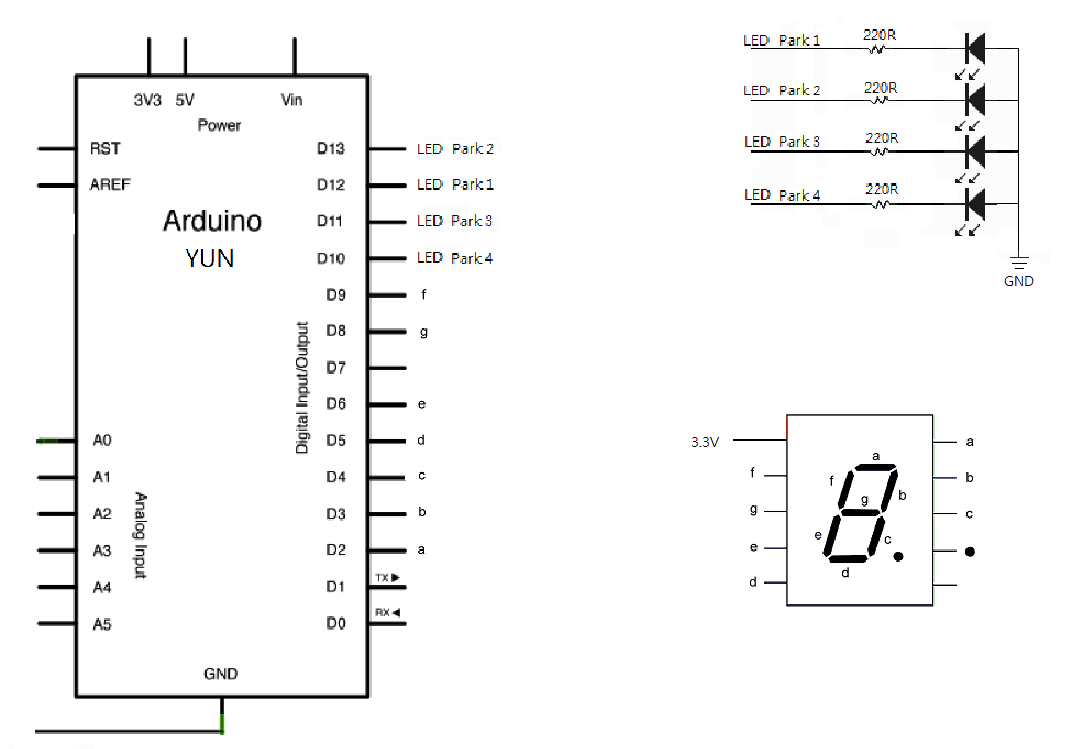 3V3 5V Vin
Power
RST
AREF
Arduino
YUN
A0
A1
A2
A3
A4
A5
Analog Input
Digital Input/Output
D13 LED Park 2
D12 LED Park 1
D11 LED Park 3
D10 LED Park 4
D9 f
D8 g
D7
D6 e
D5 d
D4 c
D3 b
D2 a
D1 TX
D0 RX
GND
LED Park 1 220R
LED Park 2 220R
LED Park 3 220R
LED Park 4 220R
GND
3.3V
f
g
e
d
a
f
b
g
e
c
d
a
b
c